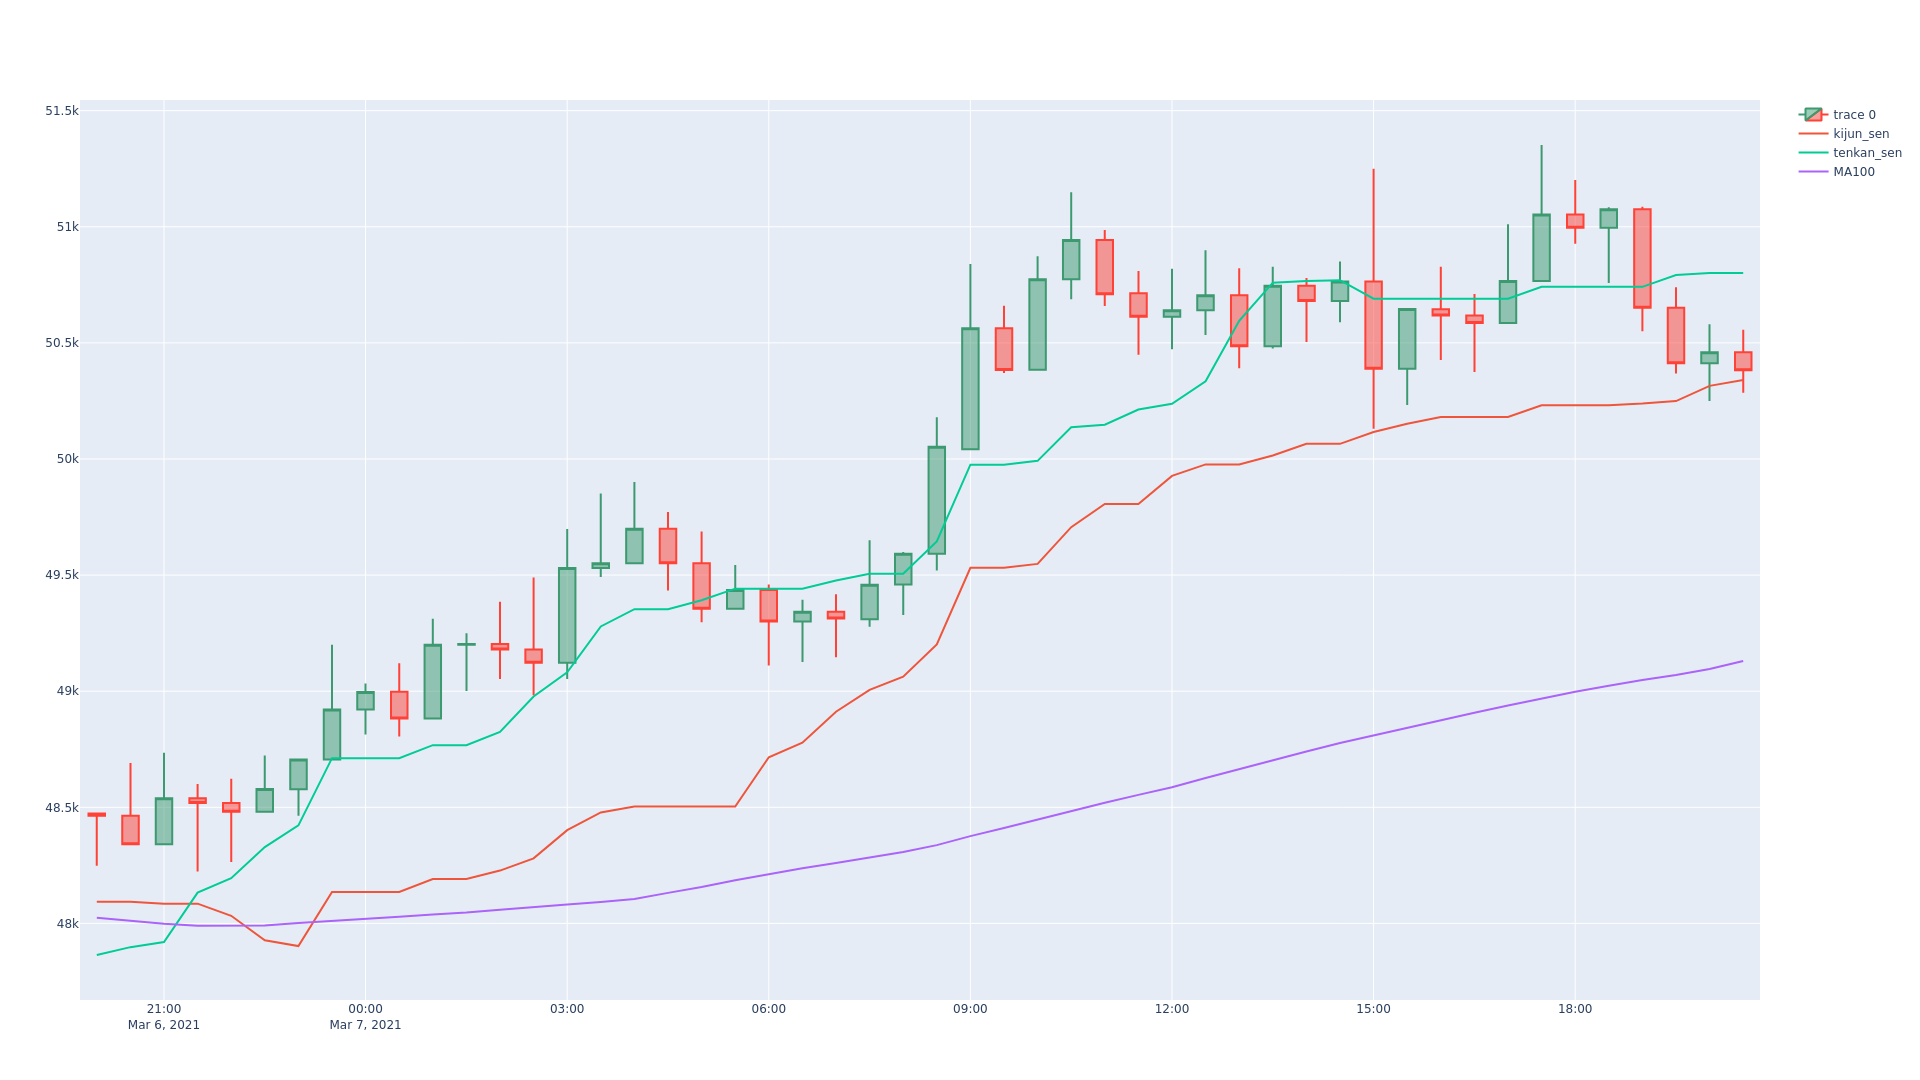 51.5k
51k
50.5k
50k
49.5k
49k
48.5k
48k
21:00
Mar 6, 2021
00:00
Mar 7, 2021
03:00
06:00
09:00
12:00
15:00
18:00
trace 0
kijun_sen
tenkan_sen
MA100